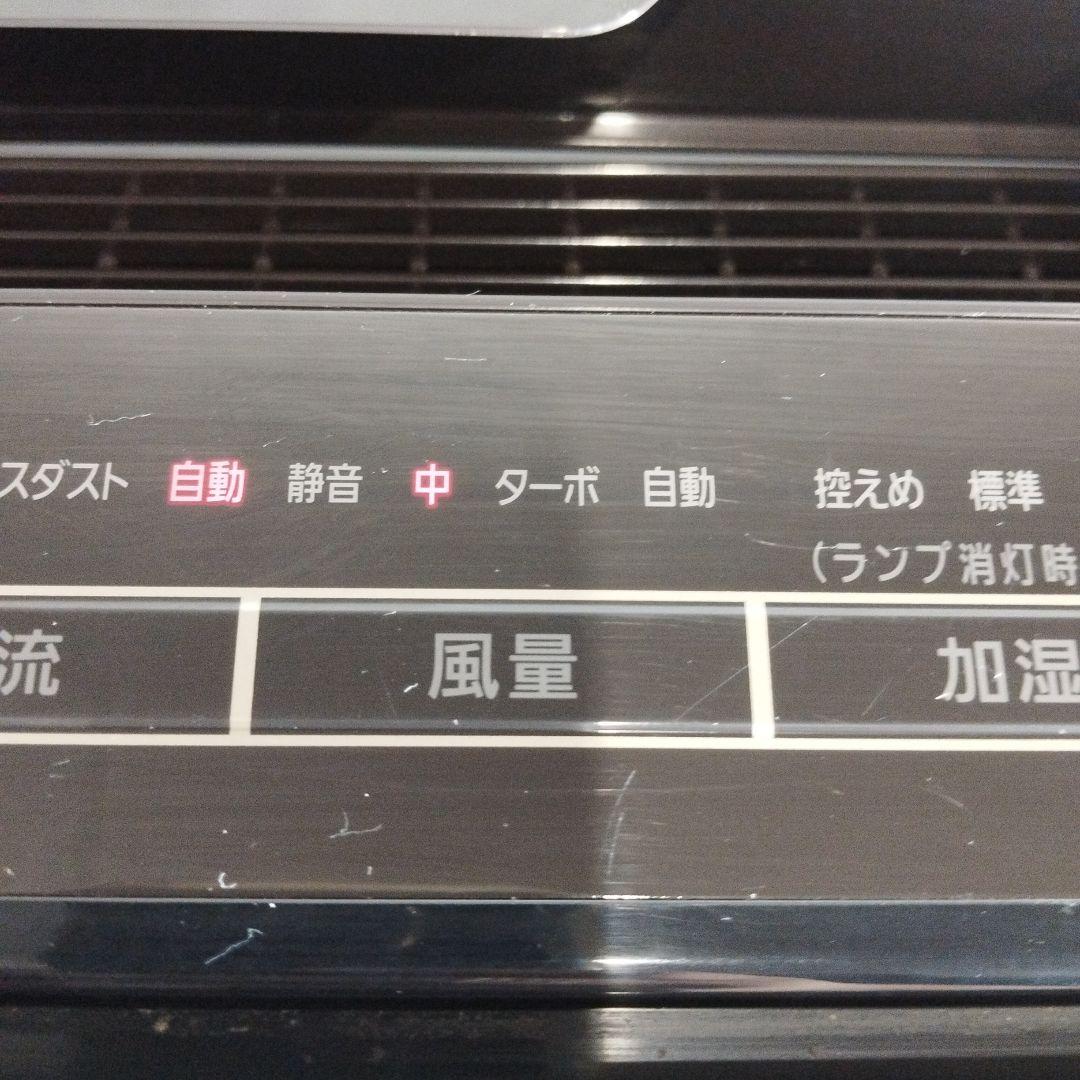 スダスト 自動 静音 中 ターボ 自動 控えめ 標準
(ランプ消灯時
流 風量 加湿